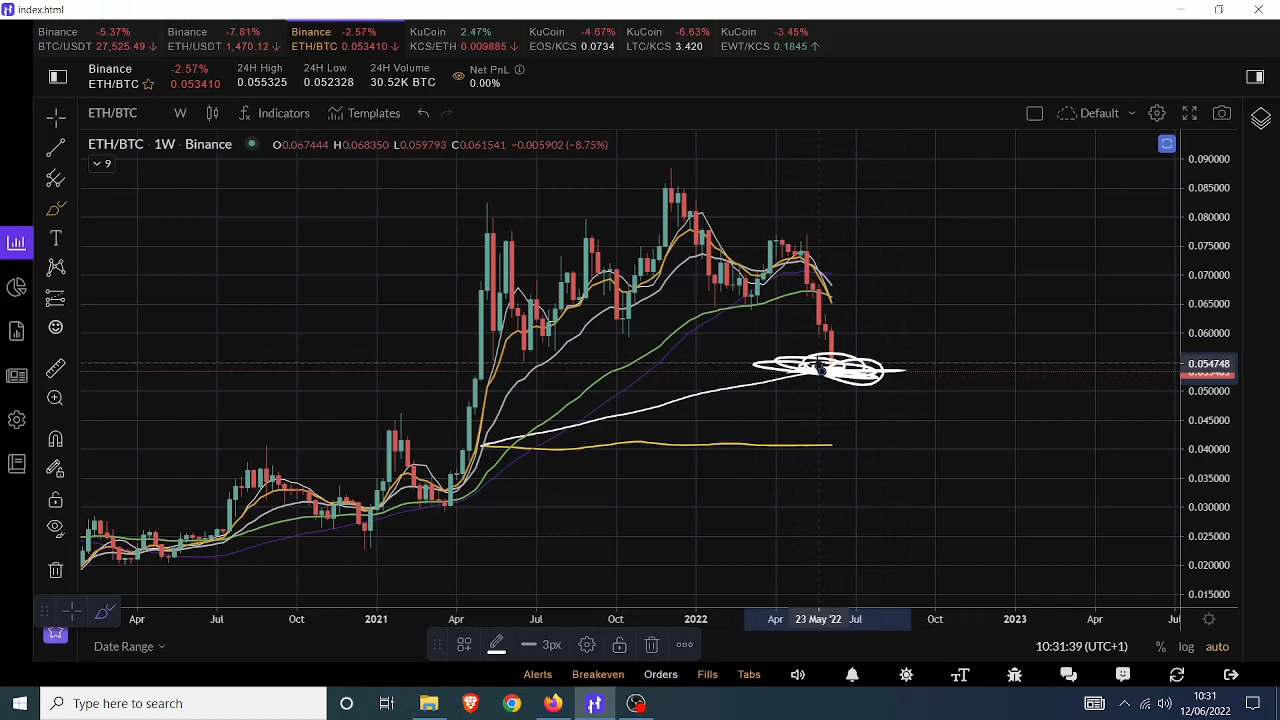 index.html
Binance -5.37% Binance -7.81% Binance -2.57% KuCoin 2.47% KuCoin -4.67% KuCoin -6.63% KuCoin -3.45%
BTC/USDT 27,525.49↓ ETH/USDT 1,470.12↓ ETH/BTC 0.053410↓ KCS/ETH 0.009885↓ EOS/KCS 0.0734 LTC/KCS 3.420 EWT/KCS 0.1845↑
Binance -2.57% 24H High 24H Low 24H Volume Net PnL
ETH/BTC 0.053410 0.055325 0.052328 30.52K BTC 0.00%
ETH/BTC W Indicators Templates Default
ETH/BTC · 1W · Binance O0.067444 H0.068350 L0.059793 C0.061541 -0.005902 (-8.75%)
9
0.090000
0.085000
0.080000
0.075000
0.070000
0.065000
0.060000
0.054748
0.050000
0.045000
0.040000
0.035000
0.030000
0.025000
0.020000
0.015000
Apr Jul Oct 2021 Apr Jul Oct 2022 Apr 23 May '22 Jul Oct 2023 Apr Jul
Date Range 3px 10:31:39 (UTC+1) % log auto
Alerts Breakeven Orders Fills Tabs
Type here to search
10:31
12/06/2022